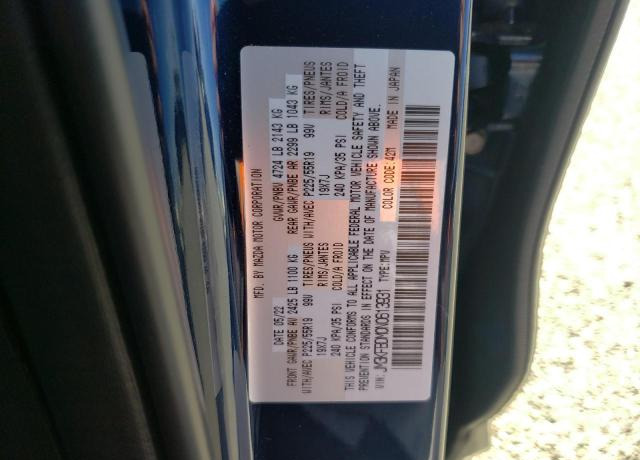 MFD. BY MAZDA MOTOR CORPORATION
DATE 05/22 GVWR/PNBV 4724 LB 2143 KG
FRONT GAWR/PNBE AV 2425 LB 1100 KG REAR GAWR/PNBE AR 2299 LB 1043 KG
WITH/AVEC P225/55R19 99V TIRES/PNEUS WITH/AVEC P225/55R19 99V TIRES/PNEUS
19X7J RIMS/JANTES 19X7J RIMS/JANTES
240 KPA/35 PSI COLD/A FROID 240 KPA/35 PSI COLD/A FROID
THIS VEHICLE CONFORMS TO ALL APPLICABLE FEDERAL MOTOR VEHICLE SAFETY AND THEFT
PREVENTION STANDARDS IN EFFECT ON THE DATE OF MANUFACTURE SHOWN ABOVE.
VIN: TYPE:MPV COLOR CODE:42M MADE IN JAPAN